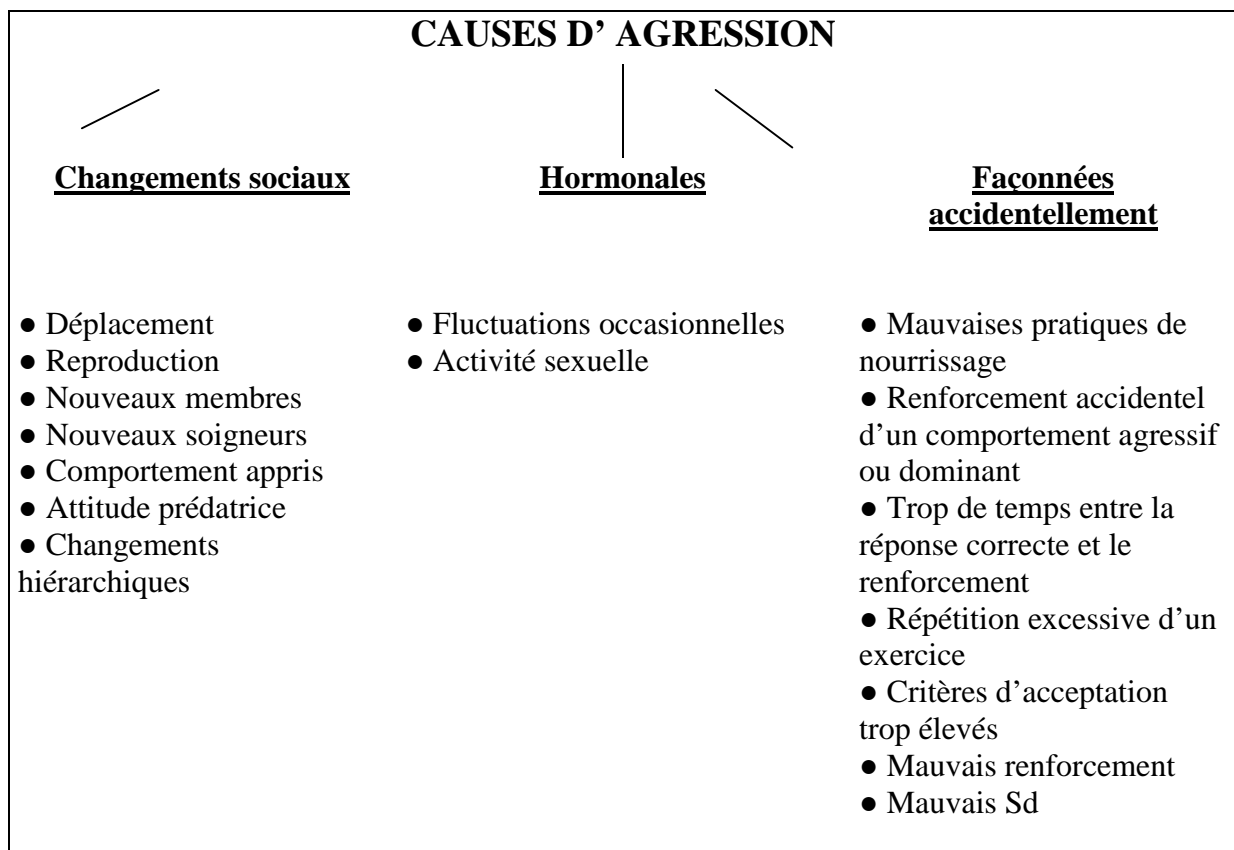 CAUSES D’ AGRESSION
Changements sociaux
● Déplacement
● Reproduction
● Nouveaux membres
● Nouveaux soigneurs
● Comportement appris
● Attitude prédatrice
● Changements
hiérarchiques
Hormonales
● Fluctuations occasionnelles
● Activité sexuelle
Façonnées
accidentellement
● Mauvaises pratiques de
nourrissage
● Renforcement accidentel
d’un comportement agressif
ou dominant
● Trop de temps entre la
réponse correcte et le
renforcement
● Répétition excessive d’un
exercice
● Critères d’acceptation
trop élevés
● Mauvais renforcement
● Mauvais Sd